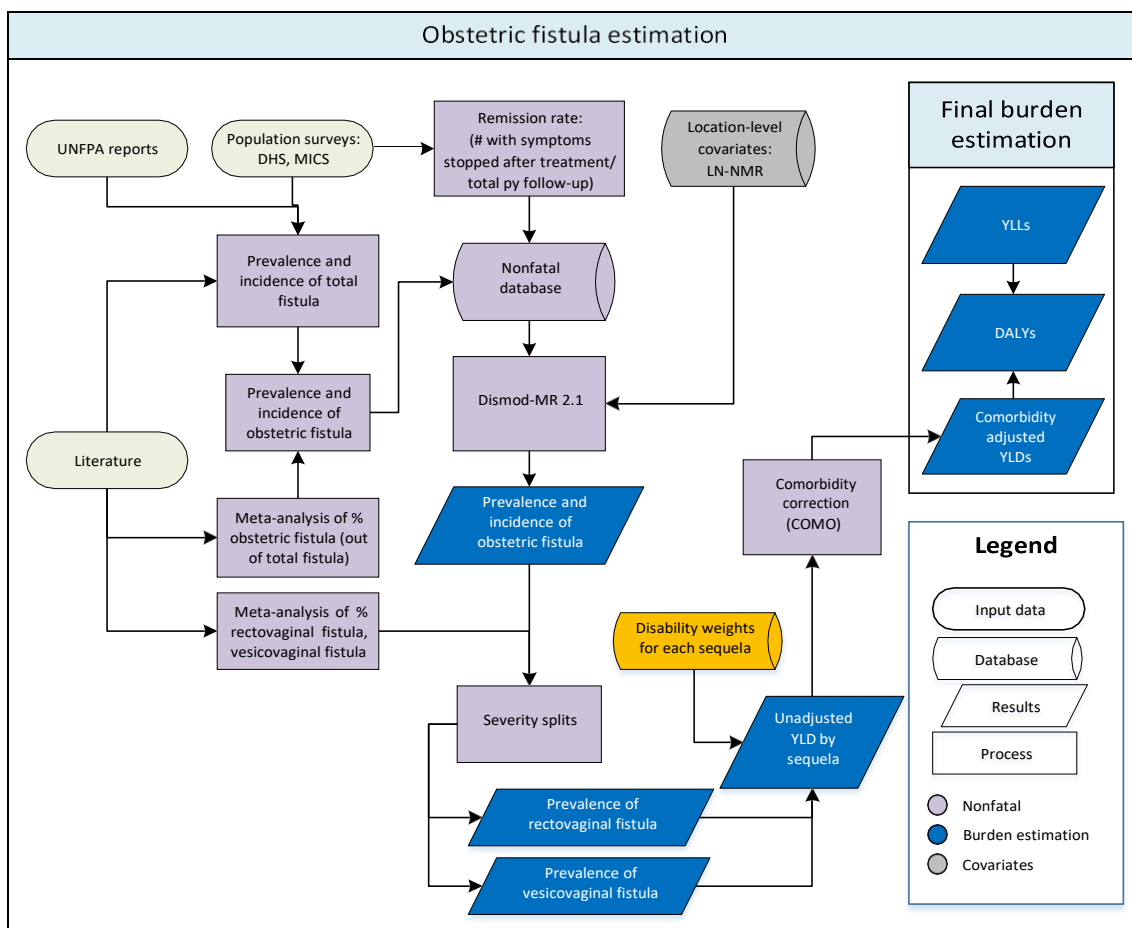 Obstetric fistula estimation
UNFPA reports
Population surveys:
DHS, MICS
Remission rate:
(# with symptoms
stopped after treatment/
total py follow-up)
Location-level
covariates:
LN-NMR
Final burden
estimation
YLLs
DALYs
Comorbidity
adjusted
YLDs
Prevalence and
incidence of total
fistula
Nonfatal
database
Prevalence and
incidence of
obstetric fistula
Dismod-MR 2.1
Literature
Meta-analysis of %
obstetric fistula (out
of total fistula)
Prevalence and
incidence of
obstetric fistula
Comorbidity
correction
(COMO)
Meta-analysis of %
rectovaginal fistula,
vesicovaginal fistula
Disability weights
for each sequela
Severity splits
Unadjusted
YLD by
sequela
Prevalence of
rectovaginal fistula
Prevalence of
vesicovaginal fistula
Legend
Input data
Database
Results
Process
Nonfatal
Burden estimation
Covariates